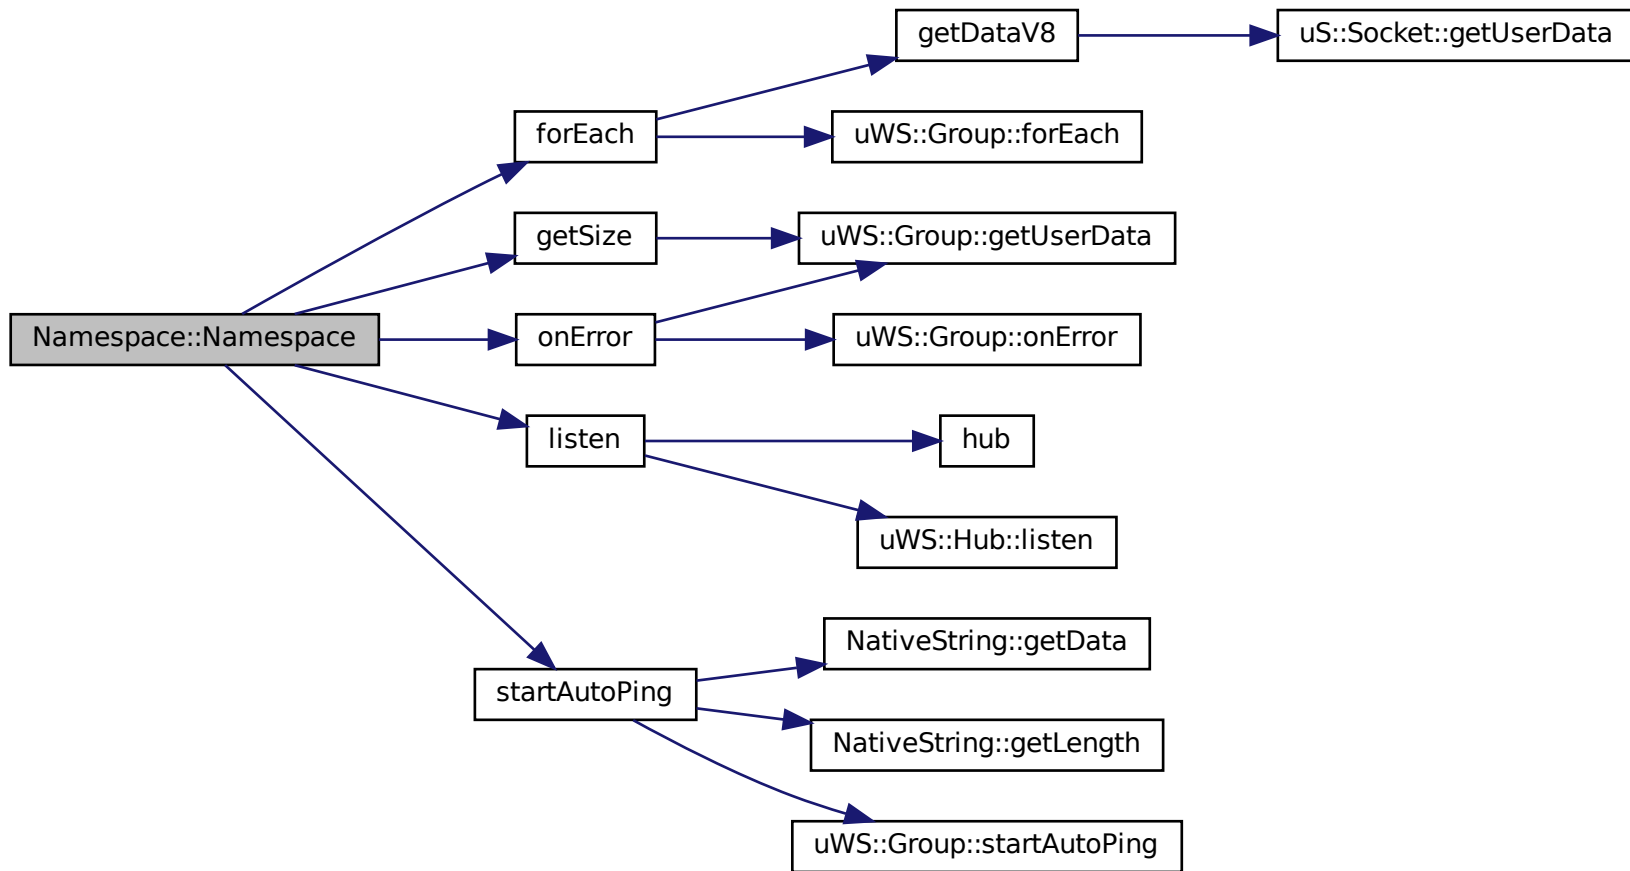 getDataV8
uS::Socket::getUserData
forEach
uWS::Group::forEach
getSize
uWS::Group::getUserData
Namespace::Namespace
onError
uWS::Group::onError
listen
hub
uWS::Hub::listen
NativeString::getData
startAutoPing
NativeString::getLength
uWS::Group::startAutoPing